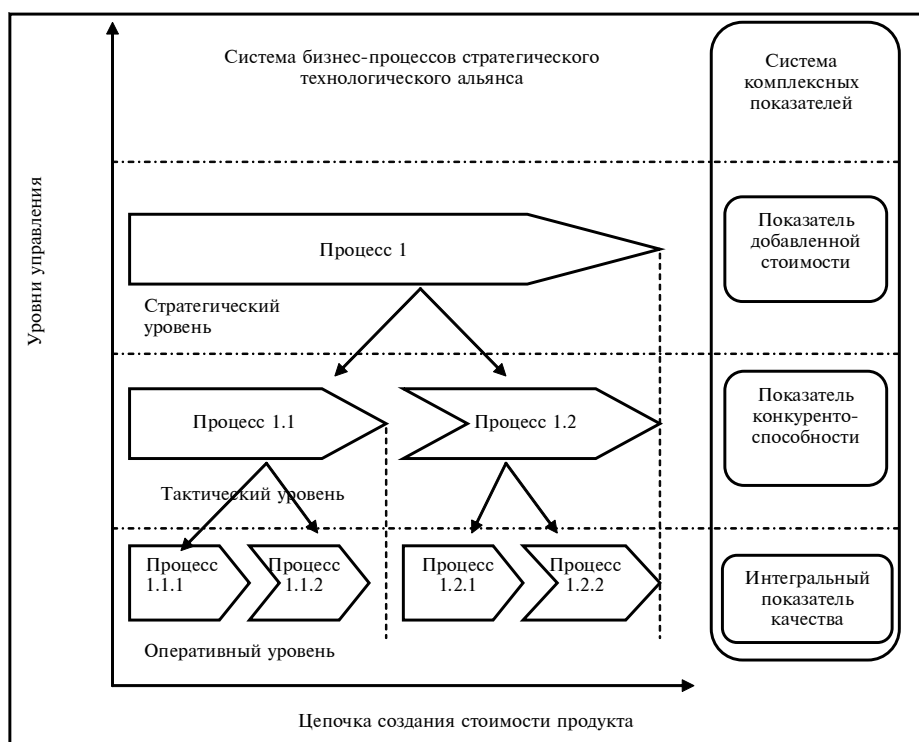 Система бизнес-процессов стратегического
технологического альянса
Система
комплексных
показателей
Уровни управления
Процесс 1
Показатель
добавленной
стоимости
Стратегический
уровень
Процесс 1.1
Процесс 1.2
Показатель
конкуренто-
способности
Тактический уровень
Процесс
1.1.1
Процесс
1.1.2
Процесс
1.2.1
Процесс
1.2.2
Интегральный
показатель
качества
Оперативный уровень
Цепочка создания стоимости продукта